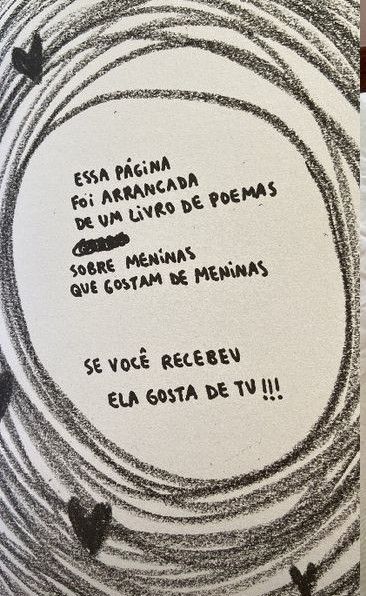 ESSA PÁGINA
FOI ARRANCADA
DE UM LIVRO DE POEMAS
SOBRE MENINAS
QUE GOSTAM DE MENINAS
SE VOCÊ RECEBEU
ELA GOSTA DE TU!!!